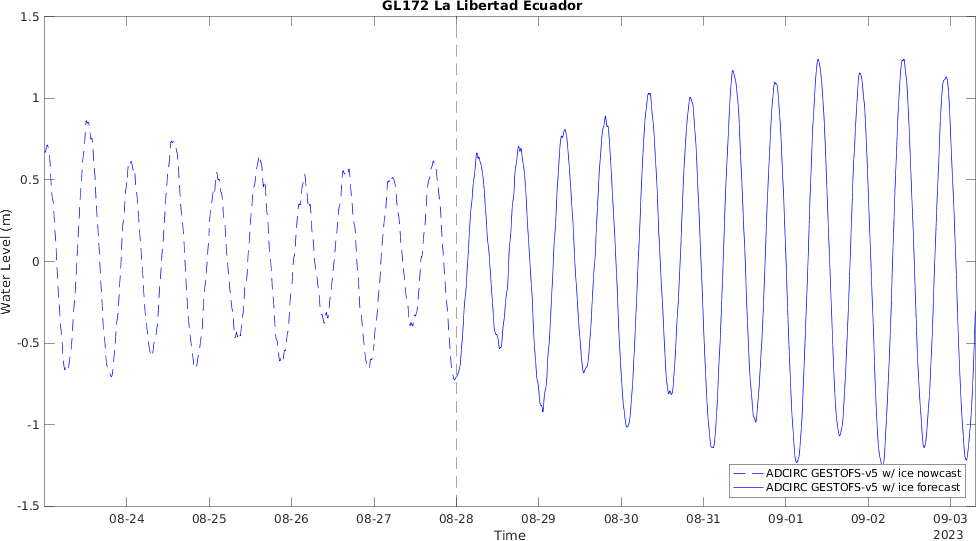 GL172 La Libertad Ecuador
1.5
1
0.5
0
-0.5
-1
-1.5
Water Level (m)
ADCIRC GESTOFS-v5 w/ ice nowcast
ADCIRC GESTOFS-v5 w/ ice forecast
08-24 08-25 08-26 08-27 08-28 08-29 08-30 08-31 09-01 09-02 09-03
Time
2023